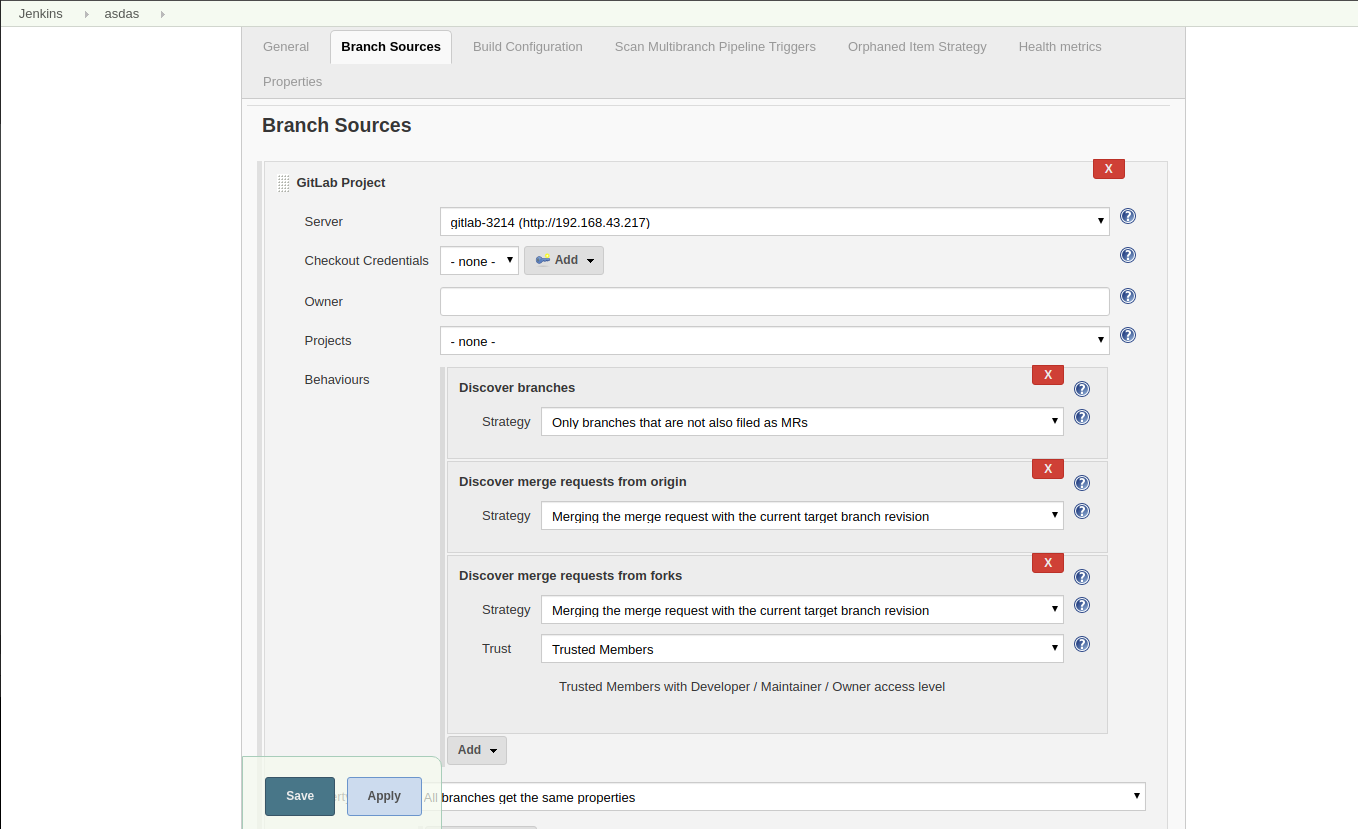 Jenkins asdas
General Branch Sources Build Configuration Scan Multibranch Pipeline Triggers Orphaned Item Strategy Health metrics
Properties
Branch Sources
X
GitLab Project
Server gitlab-3214 (http://192.168.43.217)
Checkout Credentials - none - Add
Owner
Projects - none -
Behaviours
X
Discover branches
Strategy Only branches that are not also filed as MRs
X
Discover merge requests from origin
Strategy Merging the merge request with the current target branch revision
X
Discover merge requests from forks
Strategy Merging the merge request with the current target branch revision
Trust Trusted Members
Trusted Members with Developer / Maintainer / Owner access level
Add
Save Apply All branches get the same properties